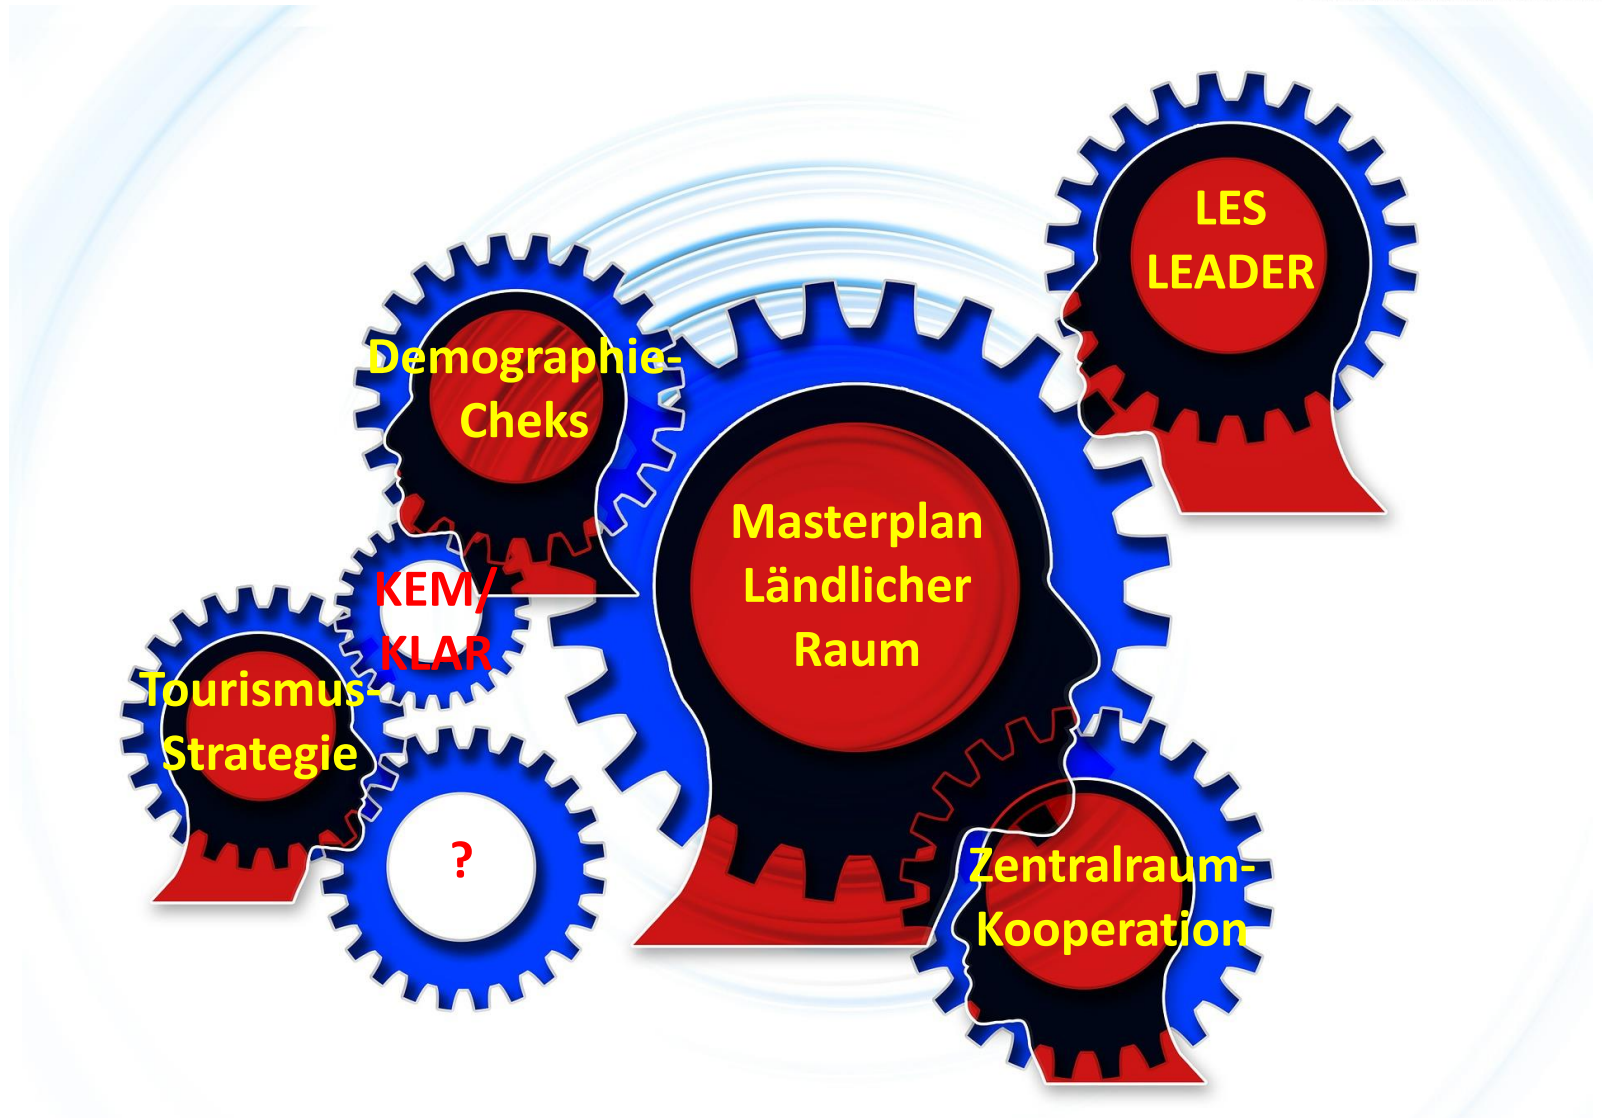 LES
LEADER
Demographie-
Cheks
Masterplan
Ländlicher
Raum
KEM/
KLAR
Tourismus-
Strategie
?
Zentralraum-
Kooperation